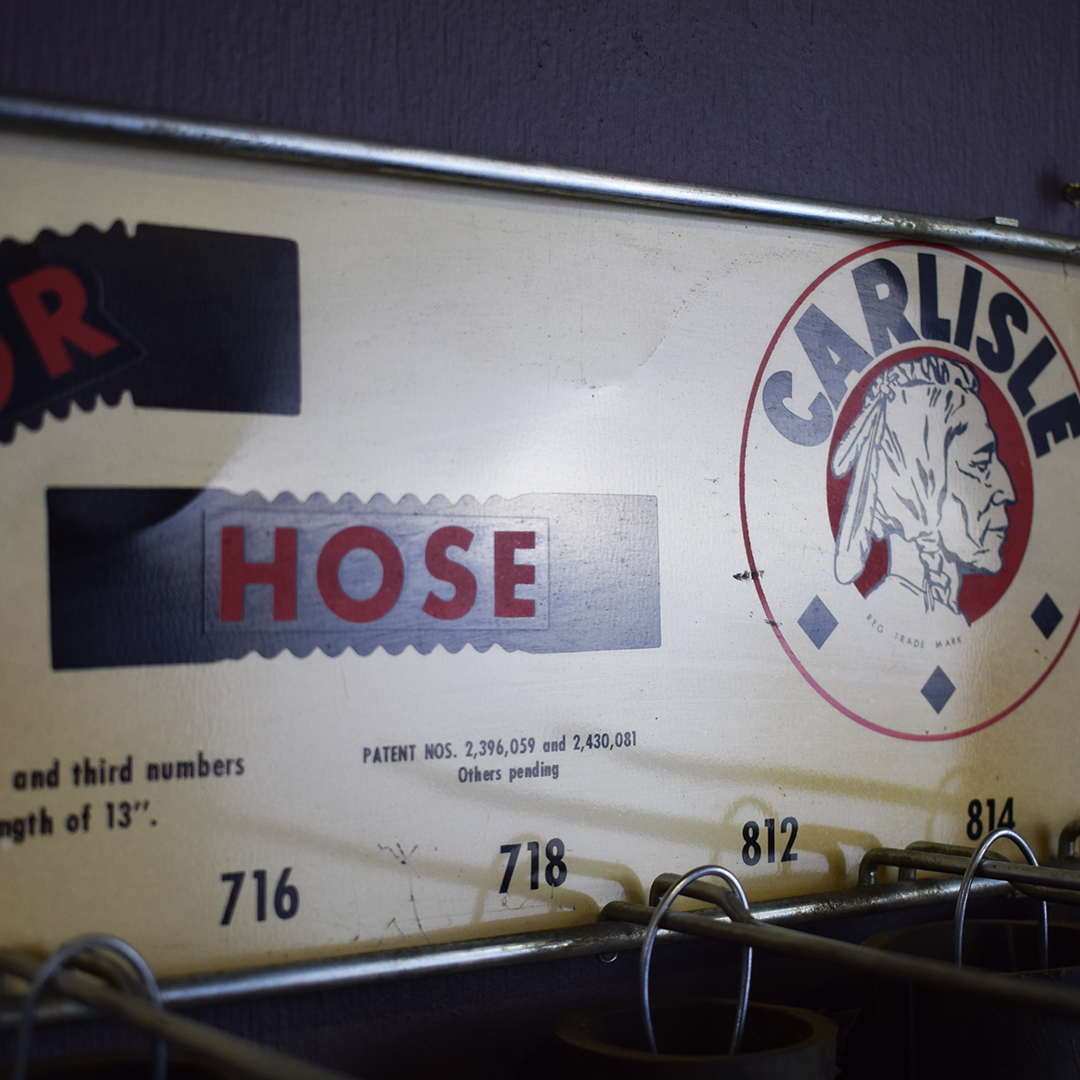 OR
CARLISLE
HOSE
REG TRADE MARK
and third numbers
ngth of 13".
PATENT NOS. 2,396,059 and 2,430,081
Others pending
716 718 812 814